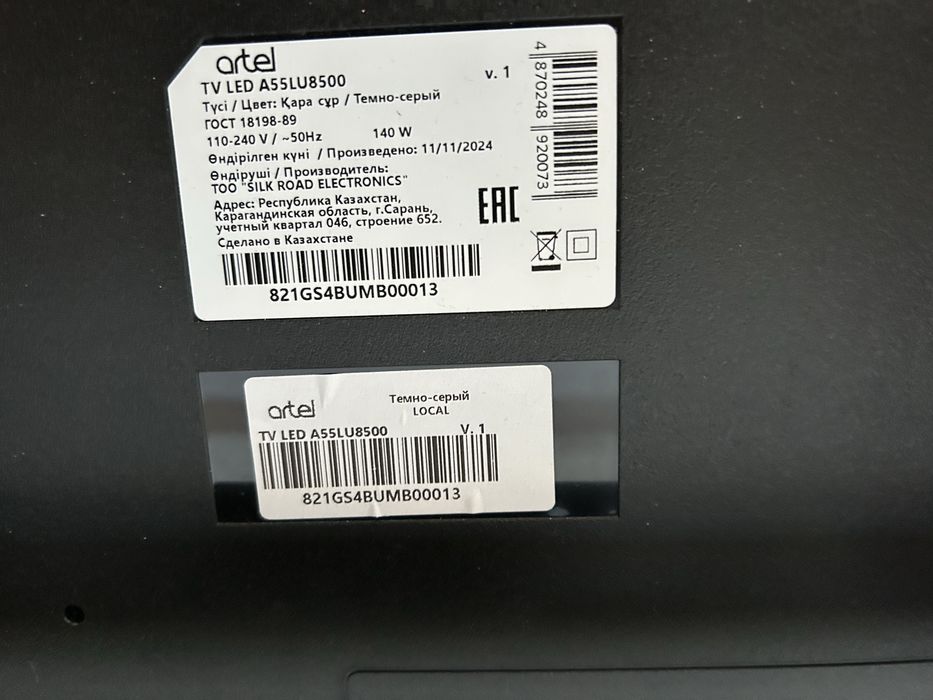 artel
TV LED A55LU8500 v. 1
Түсі / Цвет: Қара сұр / Темно-серый
ГОСТ 18198-89
110-240 V / ~50Hz 140 W
Өндірілген күні / Произведено: 11/11/2024
Өндіруші / Производитель:
ТОО "SILK ROAD ELECTRONICS"
Адрес: Республика Казахстан,
Карагандинская область, г.Сарань,
учетный квартал 046, строение 652.
Сделано в Казахстане
821GS4BUMB00013
4 870248 920073
EAC
artel
Темно-серый
LOCAL
TV LED A55LU8500 V. 1
821GS4BUMB00013